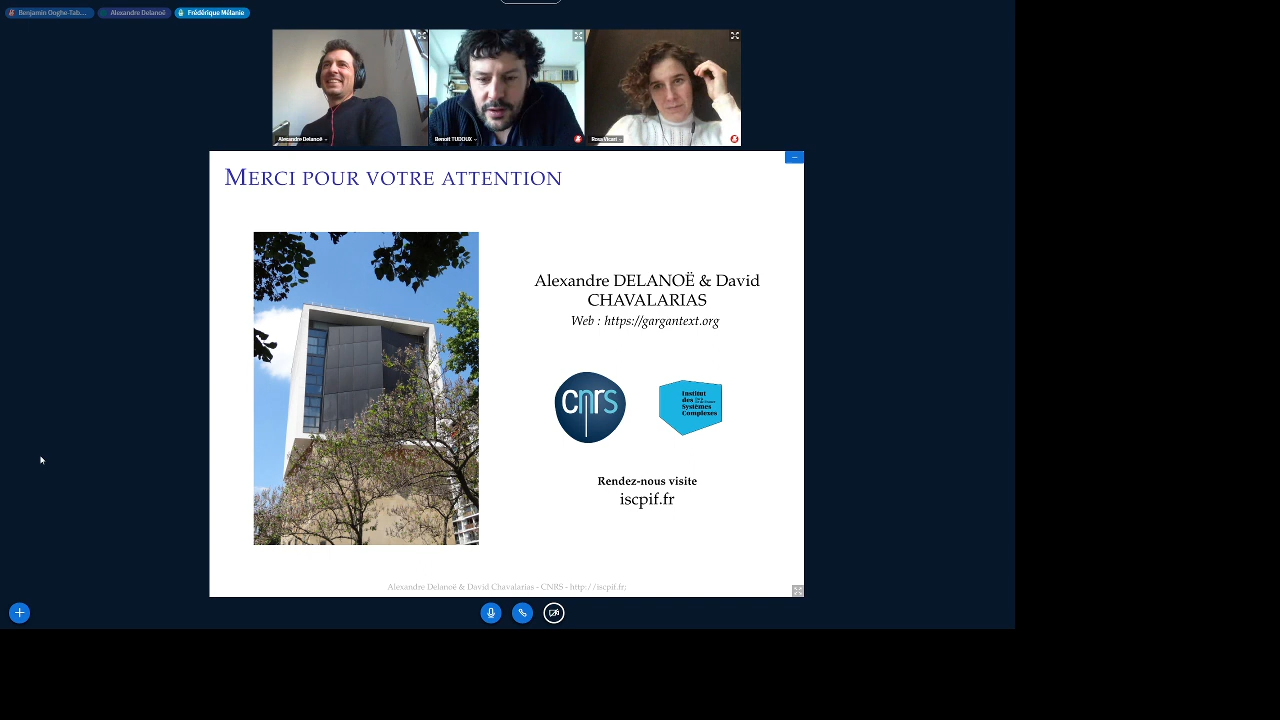 Benjamin Ooghe-Tab...
Alexandre Delanoë
Frédérique Mélanie
Alexandre Delanoë
Benoit TUDOUX
Rosa Vicari
MERCI POUR VOTRE ATTENTION
Alexandre DELANOË & David
CHAVALARIAS
Web : https://gargantext.org
cnrs
Institut
des
Systèmes
Complexes
Rendez-nous visite
iscpif.fr
Alexandre Delanoë & David Chavalarias - CNRS - http://iscpif.fr/